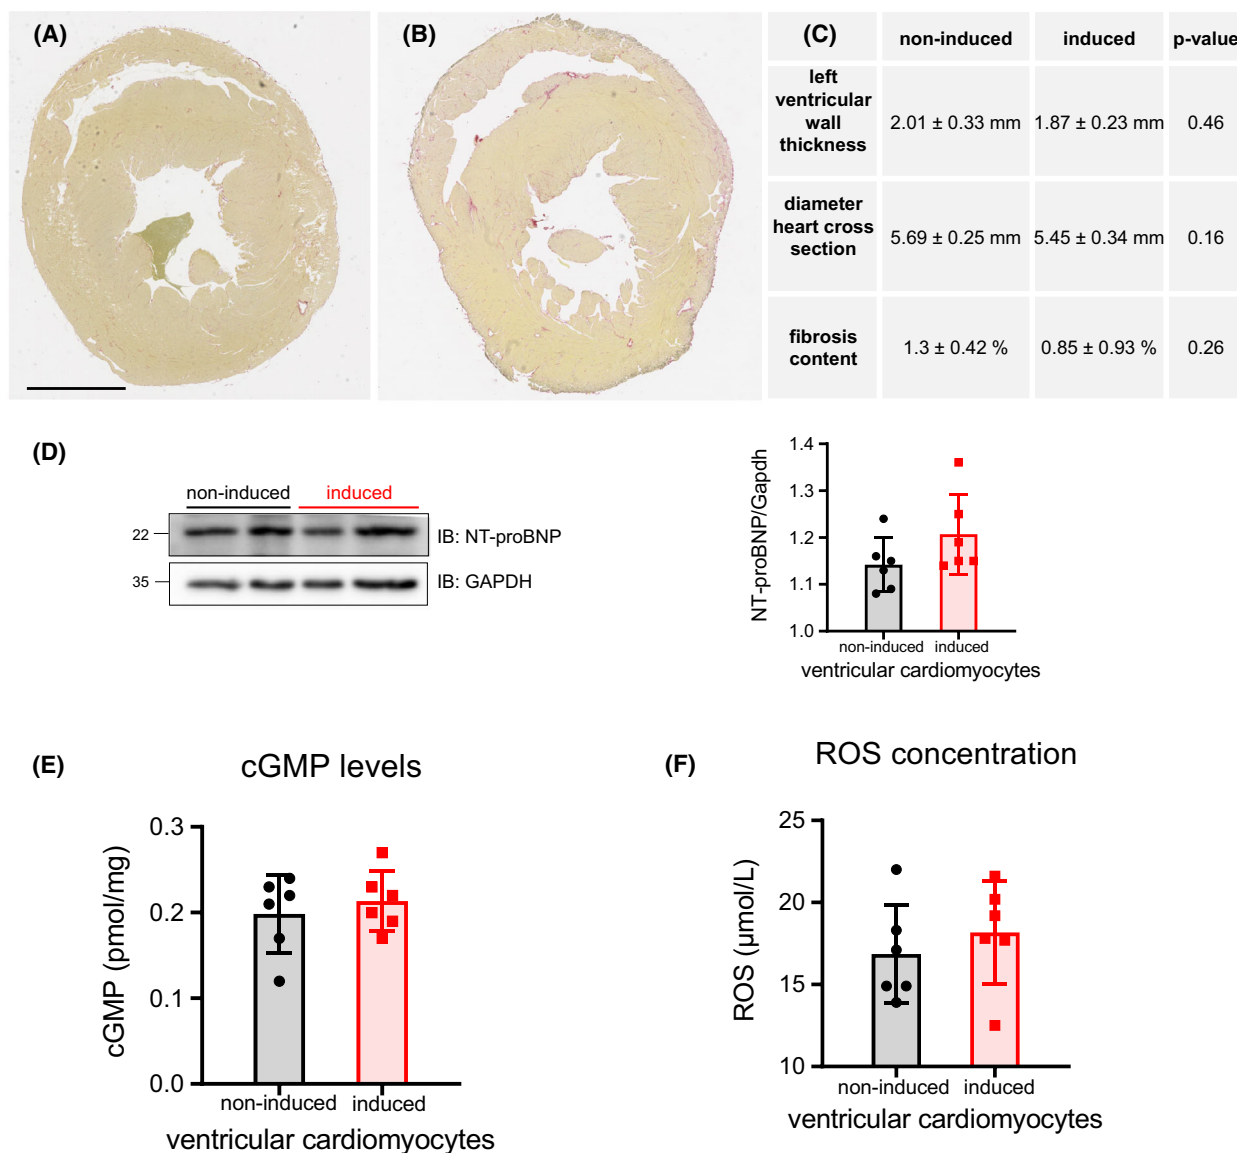 (A)
(B)
(C)
non-induced
induced
p-value
left
ventricular
wall
thickness
2.01 ± 0.33 mm
1.87 ± 0.23 mm
0.46
diameter
heart cross
section
5.69 ± 0.25 mm
5.45 ± 0.34 mm
0.16
fibrosis
content
1.3 ± 0.42 %
0.85 ± 0.93 %
0.26
(D)
non-induced
induced
22
IB: NT-proBNP
35
IB: GAPDH
NT-proBNP/Gapdh
1.4
1.3
1.2
1.1
1.0
non-induced
induced
ventricular cardiomyocytes
(E)
cGMP levels
cGMP (pmol/mg)
0.3
0.2
0.1
0.0
non-induced
induced
ventricular cardiomyocytes
(F)
ROS concentration
ROS (µmol/L)
25
20
15
10
non-induced
induced
ventricular cardiomyocytes